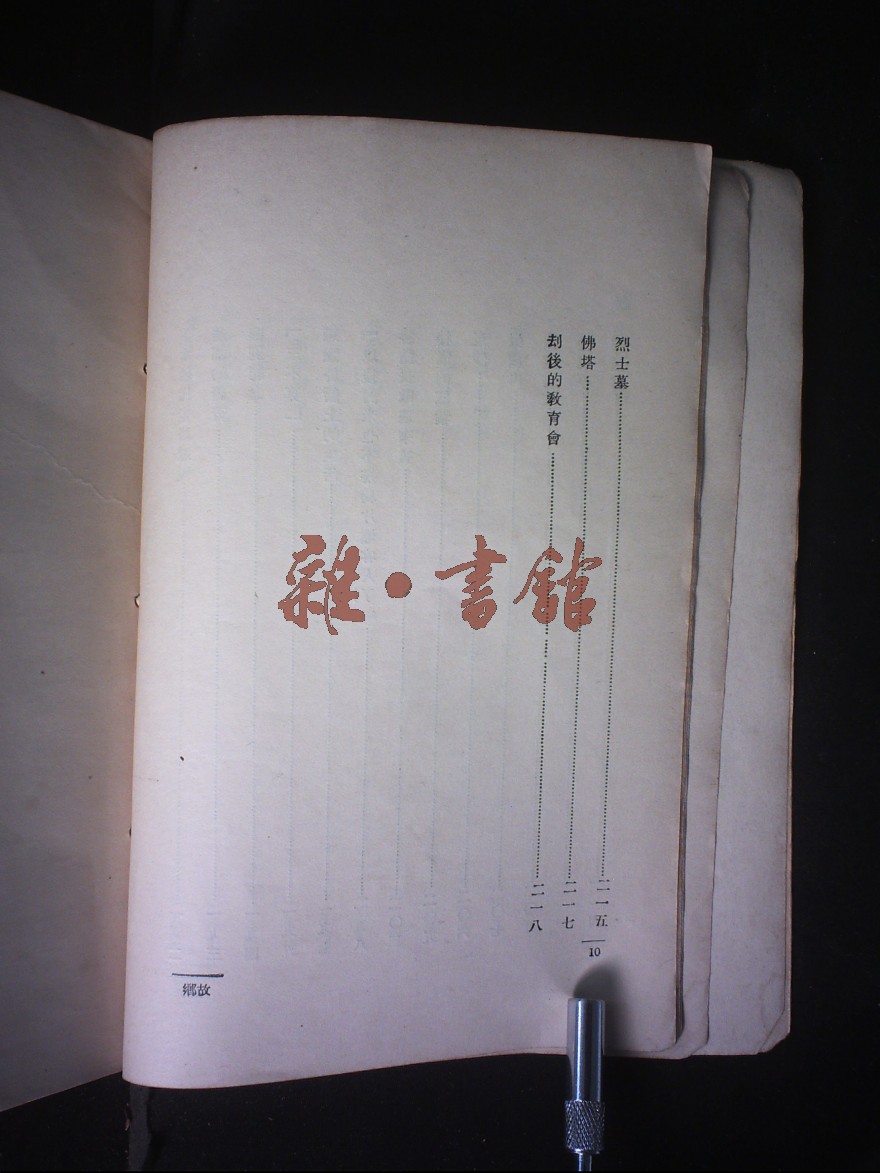 烈士墓……二一五
佛塔……二一七
刦後的教育會……二一八
10
鄉故
雜·書館